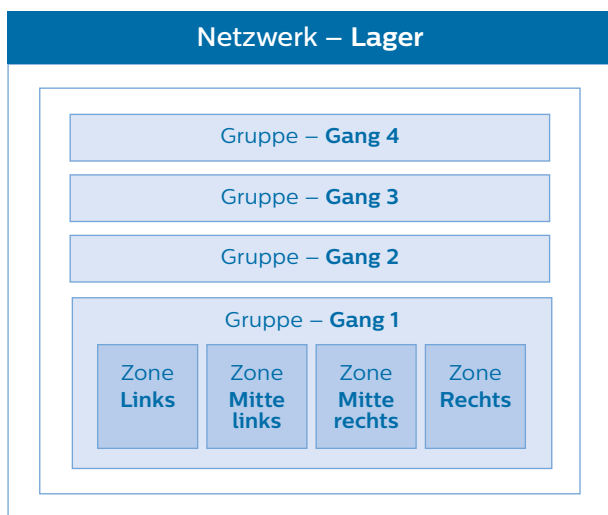 Netzwerk – Lager
Gruppe – Gang 4
Gruppe – Gang 3
Gruppe – Gang 2
Gruppe – Gang 1
Zone
Links
Zone
Mitte
links
Zone
Mitte
rechts
Zone
Rechts